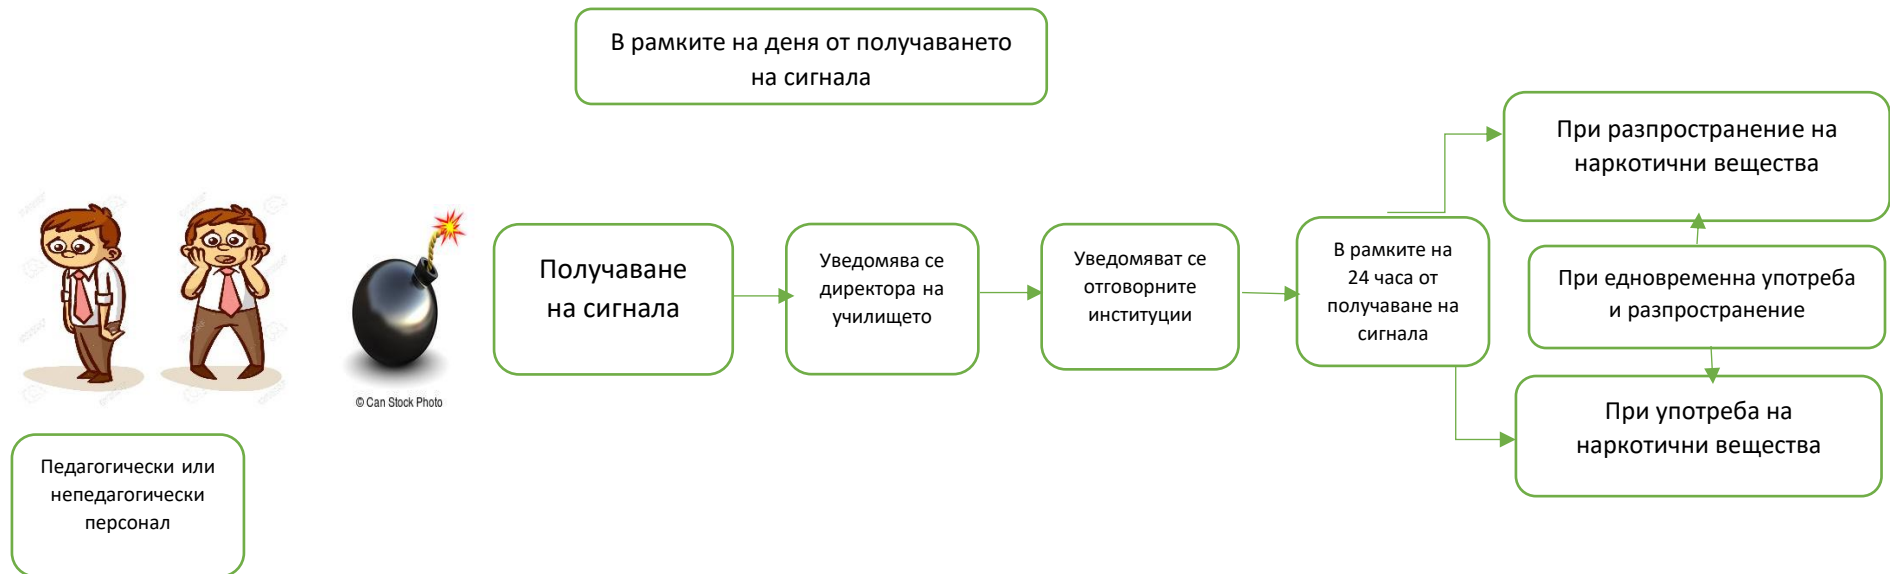 В рамките на деня от получаването
на сигнала
При разпространение на
наркотични вещества
Получаване
на сигнала
Уведомява се
директора на
училището
Уведомяват се
отговорните
институции
В рамките на
24 часа от
получаване на
сигнала
При едновременна употреба
и разпространение
При употреба на
наркотични вещества
© Can Stock Photo
Педагогически или
непедагогически
персонал